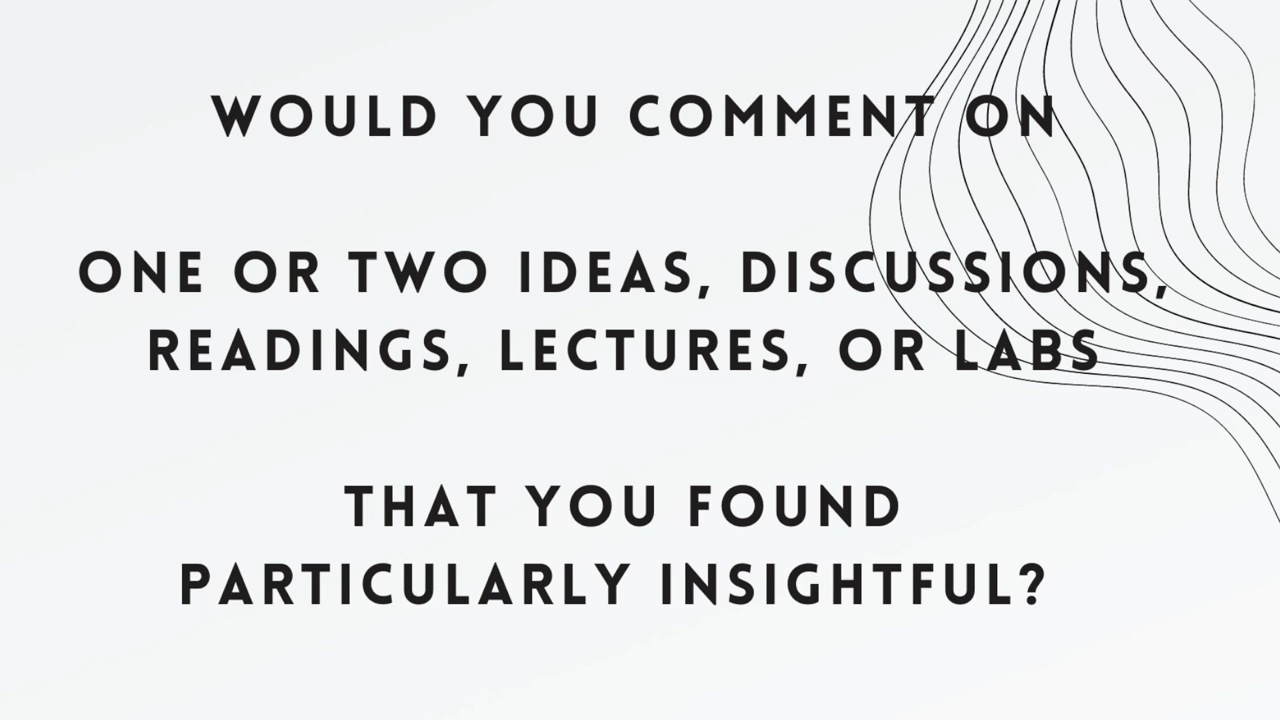 WOULD YOU COMMENT ON
ONE OR TWO IDEAS, DISCUSSIONS,
READINGS, LECTURES, OR LABS
THAT YOU FOUND
PARTICULARLY INSIGHTFUL?